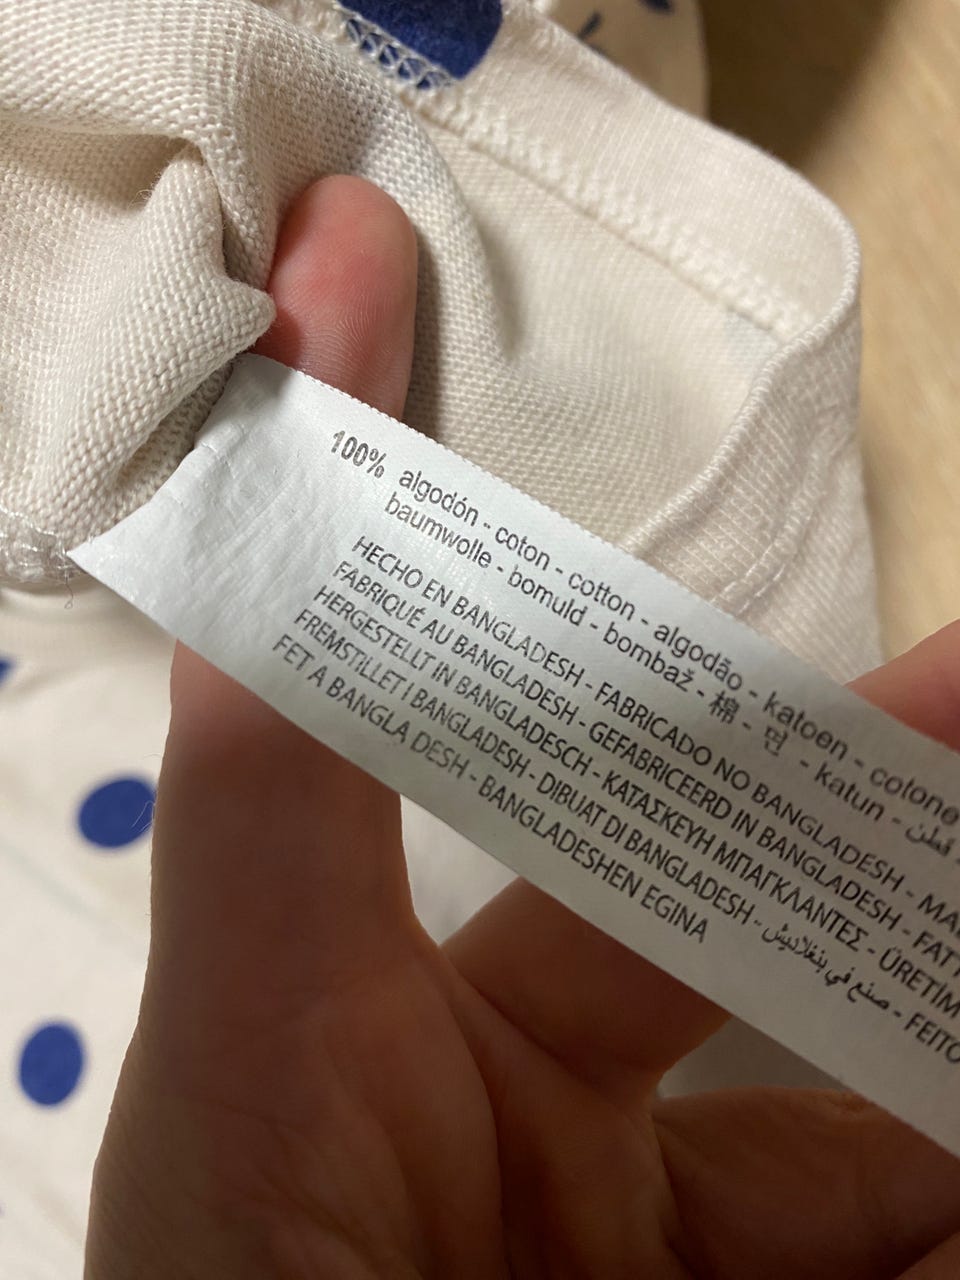 100% algodón - coton - cotton - algodão - katoen - cotone
baumwolle - bomuld - bombaž - 棉 - 면 - katun - قطن
HECHO EN BANGLADESH - FABRICADO NO BANGLADESH - MA
FABRIQUÉ AU BANGLADESH - GEFABRICEERD IN BANGLADESH - FATT
HERGESTELLT IN BANGLADESCH - ΚΑΤΑΣΚΕΥΗ ΜΠΑΓΚΛΑΝΤΕΣ - ÜRETİM
FREMSTILLET I BANGLADESH - DIBUAT DI BANGLADESH - صنع في بنغلاديش - FEITO
FET A BANGLA DESH - BANGLADESHEN EGINA